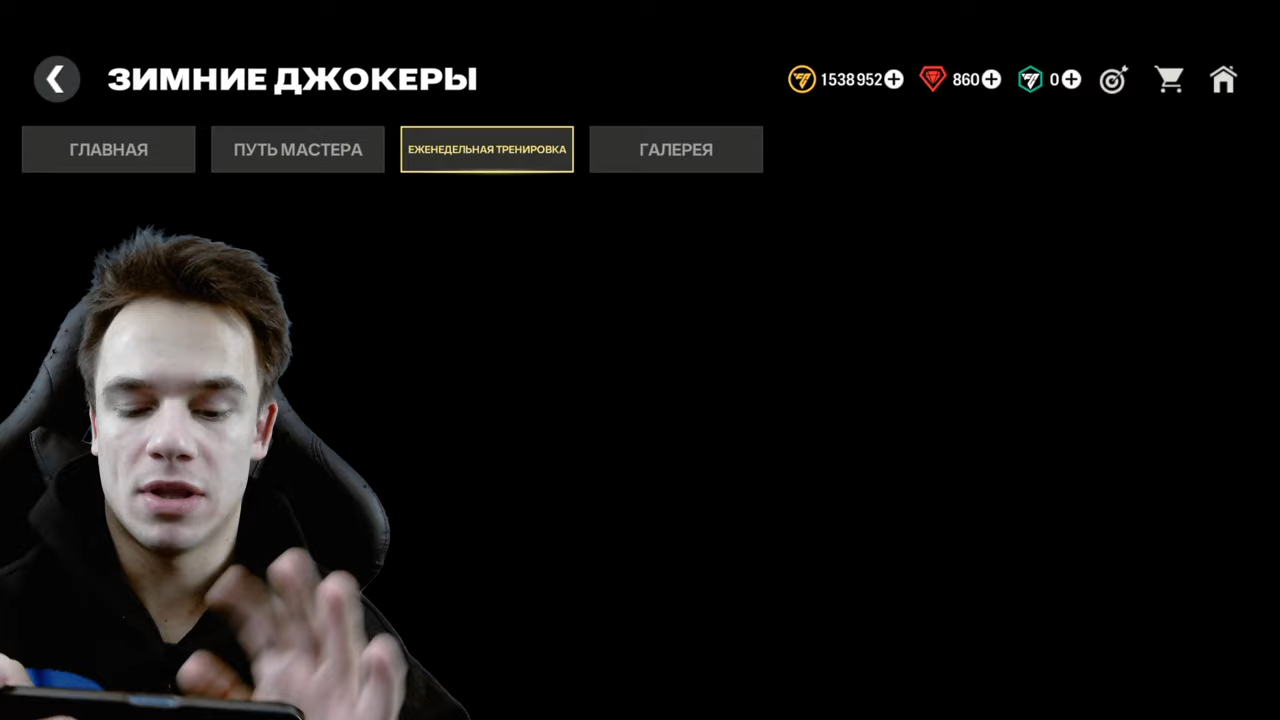 ЗИМНИЕ ДЖОКЕРЫ
1538952
860
0
ГЛАВНАЯ
ПУТЬ МАСТЕРА
ЕЖЕНЕДЕЛЬНАЯ ТРЕНИРОВКА
ГАЛЕРЕЯ